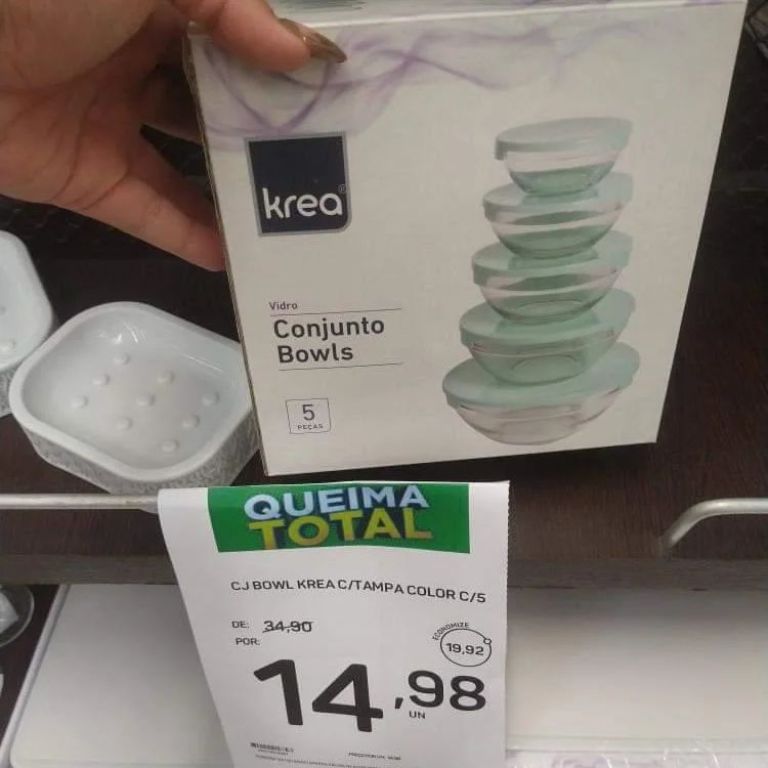 krea®
Vidro
Conjunto
Bowls
5
PEÇAS
QUEIMA
TOTAL
CJ BOWL KREA C/TAMPA COLOR C/5
DE: 34,90
POR:
ECONOMIZE
19,92
14,98
UN